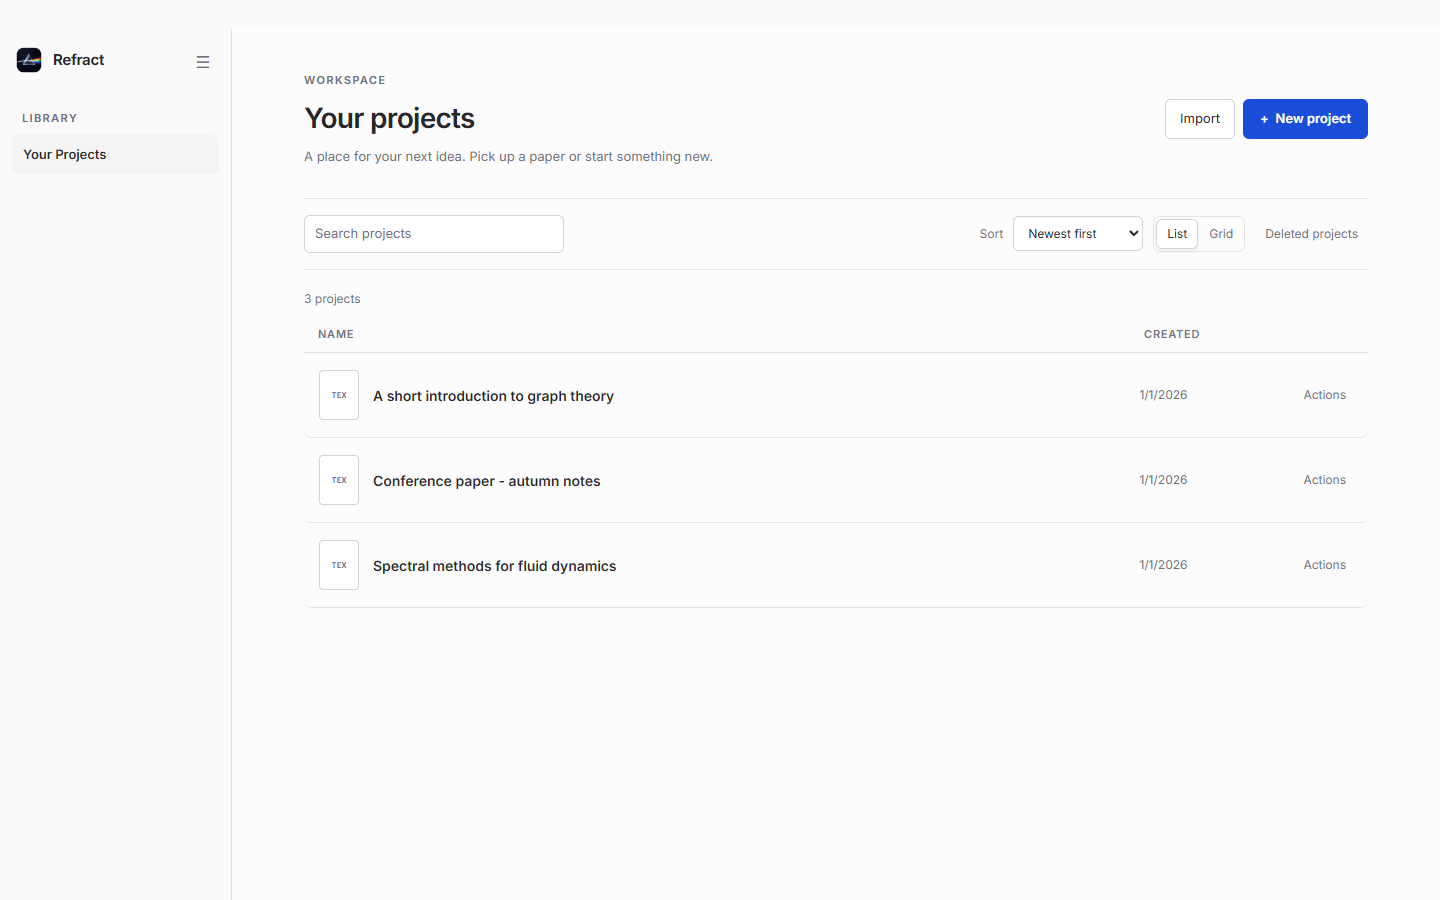 Refract
LIBRARY
Your Projects
WORKSPACE
Your projects
A place for your next idea. Pick up a paper or start something new.
Import
+ New project
Search projects
Sort
Newest first
List
Grid
Deleted projects
3 projects
NAME
CREATED
TEX
A short introduction to graph theory
1/1/2026
Actions
TEX
Conference paper - autumn notes
1/1/2026
Actions
TEX
Spectral methods for fluid dynamics
1/1/2026
Actions